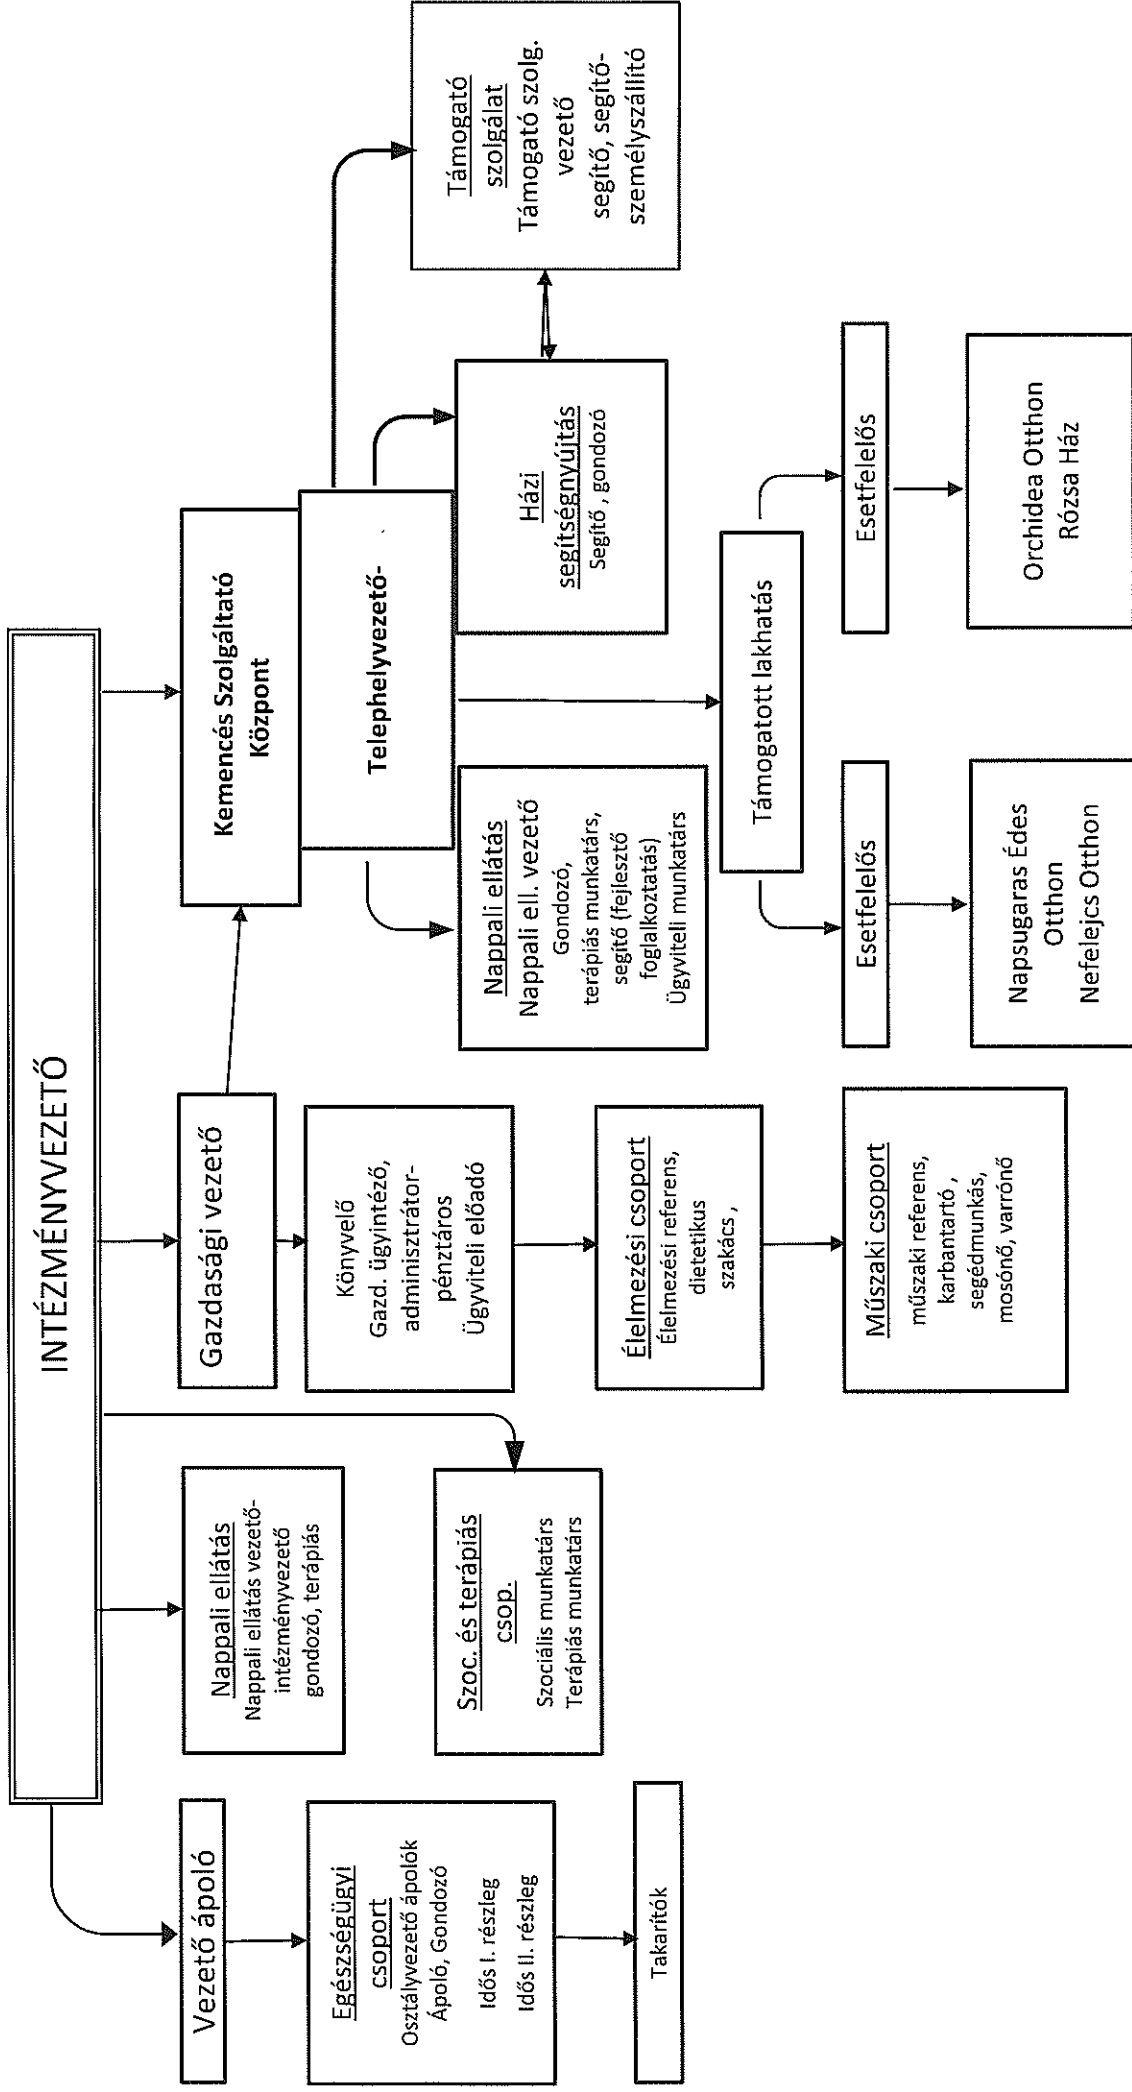 INTÉZMÉNYVEZETŐ
Vezető ápoló
Egészségügyi
csoport
Osztályvezető ápolók
Ápoló, Gondozó
Idős I. részleg
Idős II. részleg
Takarítók
Nappali ellátás
Nappali ellátás vezető-
intézményvezető
gondozó, terápiás
Szoc. és terápiás
csop.
Szociális munkatárs
Terápiás munkatárs
Gazdasági vezető
Könyvelő
Gazd. ügyintéző,
adminisztrátor-
pénztáros
Ügyviteli előadó
Élelmezési csoport
Élelmezési referens,
dietetikus
szakács ,
Műszaki csoport
műszaki referens,
karbantartó ,
segédmunkás,
mosónő, varrónő
Kemencés Szolgáltató
Központ
Telephelyvezető-
Nappali ellátás
Nappali ell. vezető
Gondozó,
terápiás munkatárs,
segítő (fejlesztő
foglalkoztatás)
Ügyviteli munkatárs
Házi
segítségnyújtás
Segítő , gondozó
Támogató
szolgálat
Támogató szolg.
vezető
segítő, segítő-
személyszállító
Támogatott lakhatás
Esetfelelős
Napsugaras Édes
Otthon
Nefelejcs Otthon
Esetfelelős
Orchidea Otthon
Rózsa Ház